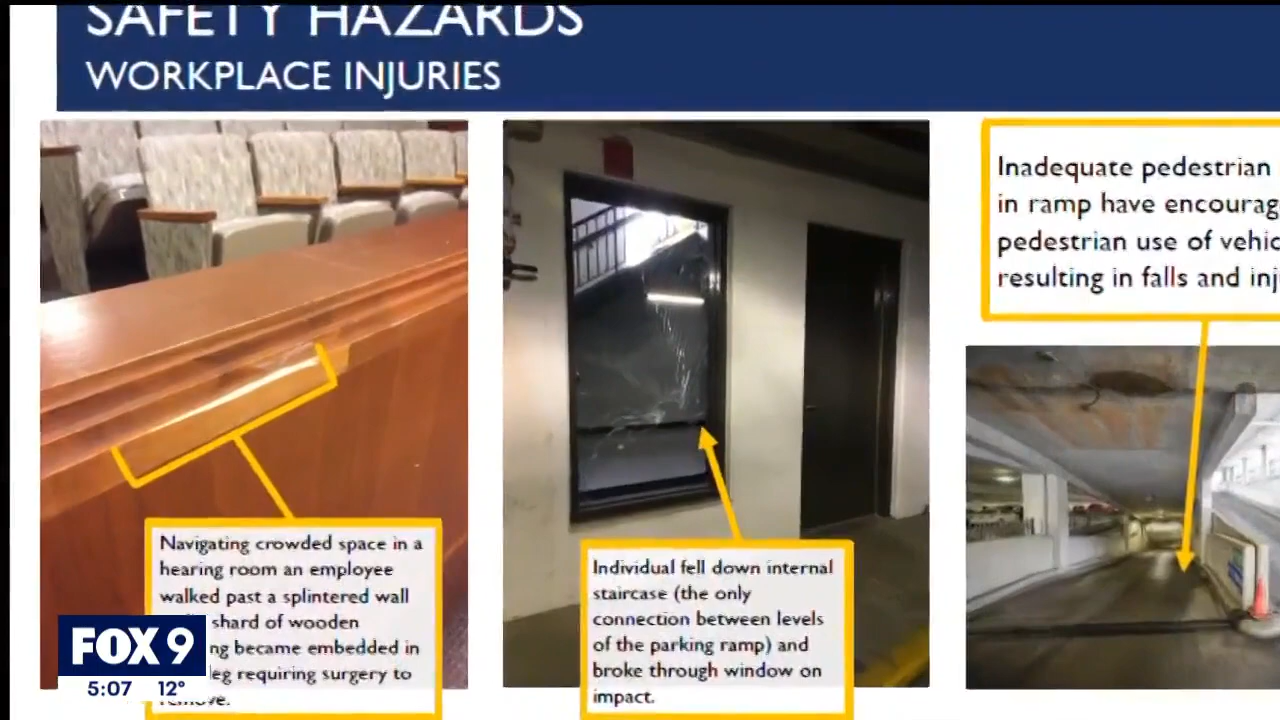 SAFETY HAZARDS
WORKPLACE INJURIES
Navigating crowded space in a
hearing room an employee
walked past a splintered wall
shard of wooden
became embedded in
leg requiring surgery to
remove.
Individual fell down internal
staircase (the only
connection between levels
of the parking ramp) and
broke through window on
impact.
Inadequate pedestrian
in ramp have encourag
pedestrian use of vehic
resulting in falls and inj
FOX 9
5:07 12°